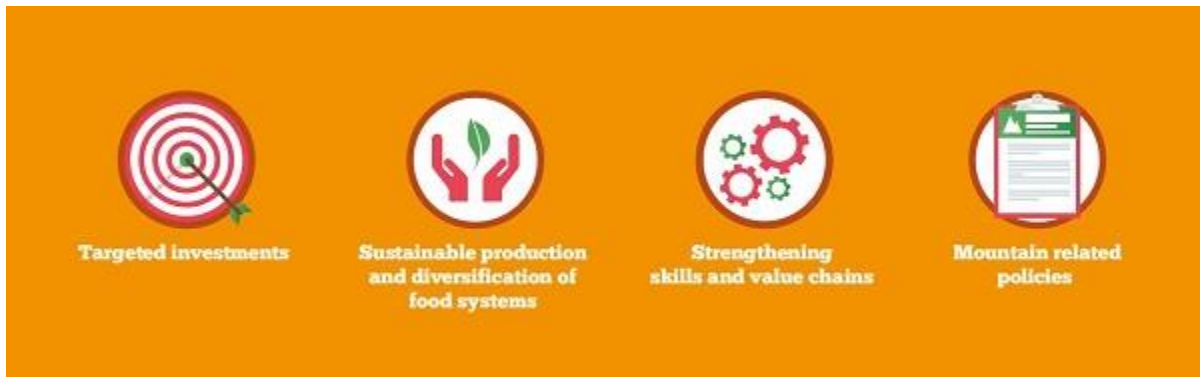 Targeted investments
Sustainable production
and diversification of
food systems
Strengthening
skills and value chains
Mountain related
policies